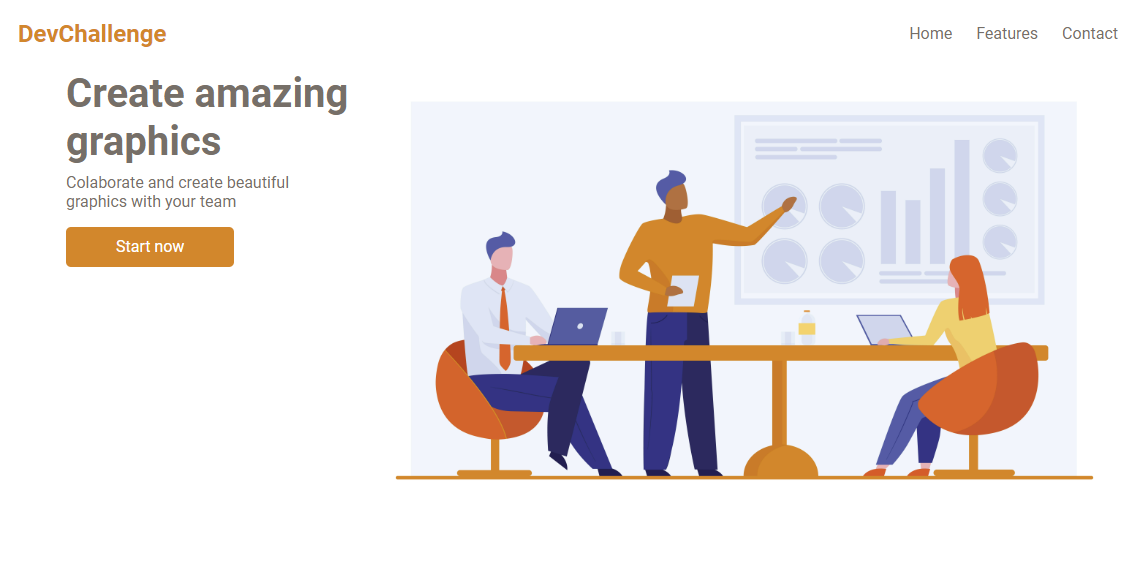 DevChallenge
Home Features Contact
Create amazing
graphics
Colaborate and create beautiful
graphics with your team
Start now